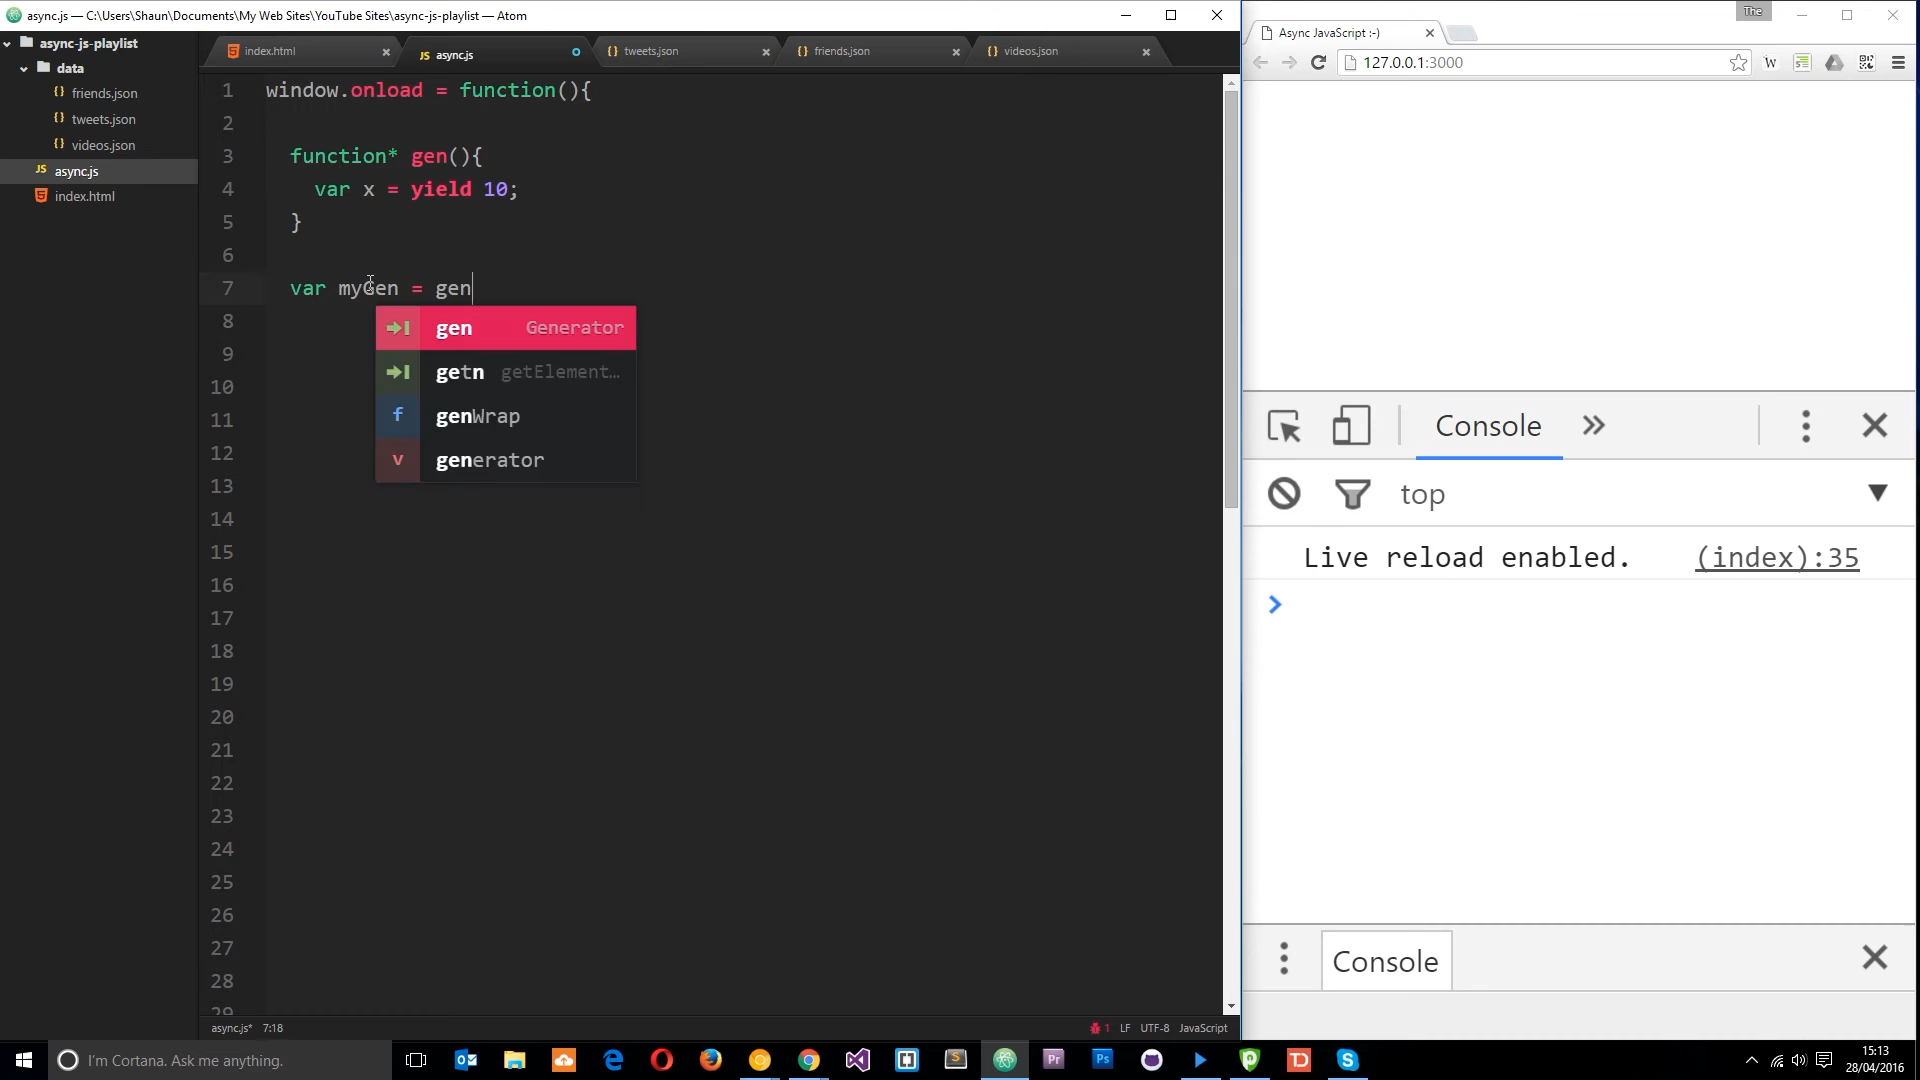 async.js — C:\Users\Shaun\Documents\My Web Sites\YouTube Sites\async-js-playlist — Atom
async-js-playlist
data
friends.json
tweets.json
videos.json
async.js
index.html
index.html
async.js
tweets.json
friends.json
videos.json
1 window.onload = function(){
2
3 function* gen(){
4 var x = yield 10;
5 }
6
7 var myGen = gen
8
9
10
11
12
13
14
15
16
17
18
19
20
21
22
23
24
25
26
27
28
29
gen Generator
getn getElement…
f genWrap
v generator
async.js* 7:18
1 LF UTF-8 JavaScript
The
Async JavaScript :-)
127.0.0.1:3000
Console
top
Live reload enabled. (index):35
Console
I'm Cortana. Ask me anything.
15:13
28/04/2016